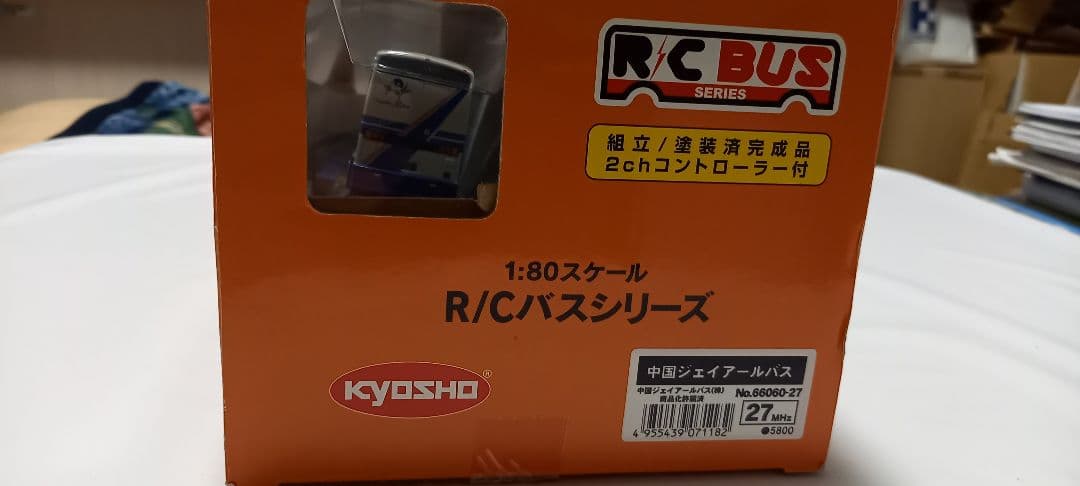 R/C BUS
SERIES
組立/塗装済完成品
2chコントローラー付
1:80スケール
R/Cバスシリーズ
KYOSHO®
中国ジェイアールバス
中国ジェイアールバス(株)
商品化許諾済
No.66060-27
27MHz
4 955439 071182
●5800